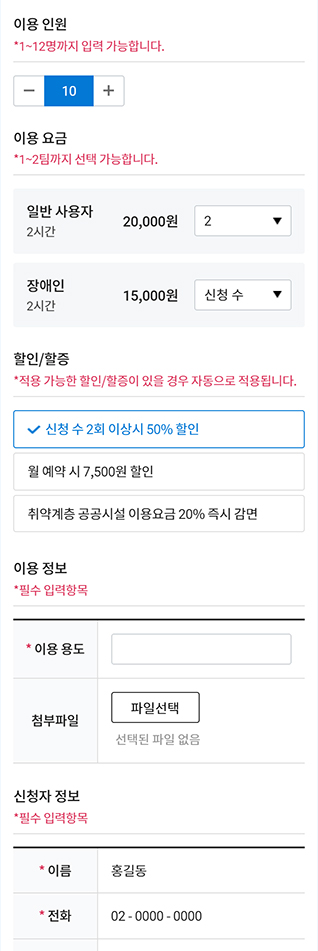 이용 인원
*1~12명까지 입력 가능합니다.
− 10 +
이용 요금
*1~2팀까지 선택 가능합니다.
일반 사용자
2시간
20,000원
2 ▼
장애인
2시간
15,000원
신청 수 ▼
할인/할증
*적용 가능한 할인/할증이 있을 경우 자동으로 적용됩니다.
신청 수 2회 이상시 50% 할인
월 예약 시 7,500원 할인
취약계층 공공시설 이용요금 20% 즉시 감면
이용 정보
*필수 입력항목
* 이용 용도
첨부파일
파일선택
선택된 파일 없음
신청자 정보
*필수 입력항목
* 이름
홍길동
* 전화
02 - 0000 - 0000